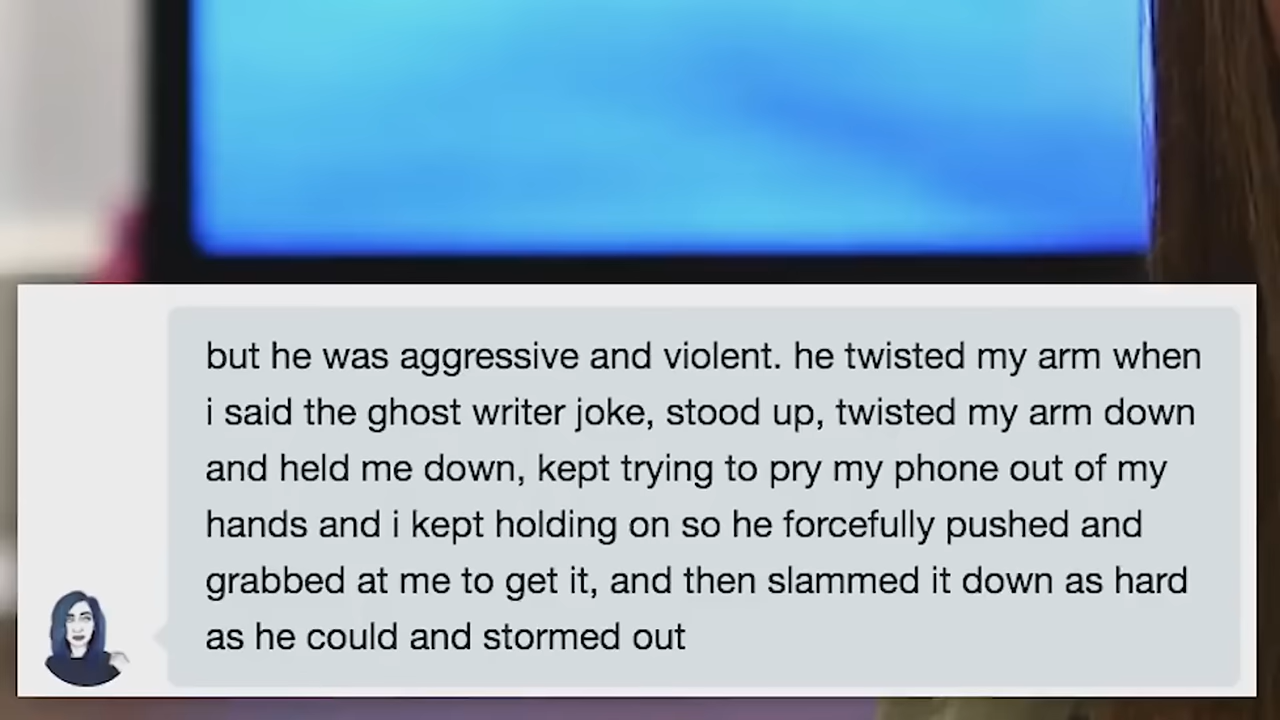 but he was aggressive and violent. he twisted my arm when
i said the ghost writer joke, stood up, twisted my arm down
and held me down, kept trying to pry my phone out of my
hands and i kept holding on so he forcefully pushed and
grabbed at me to get it, and then slammed it down as hard
as he could and stormed out